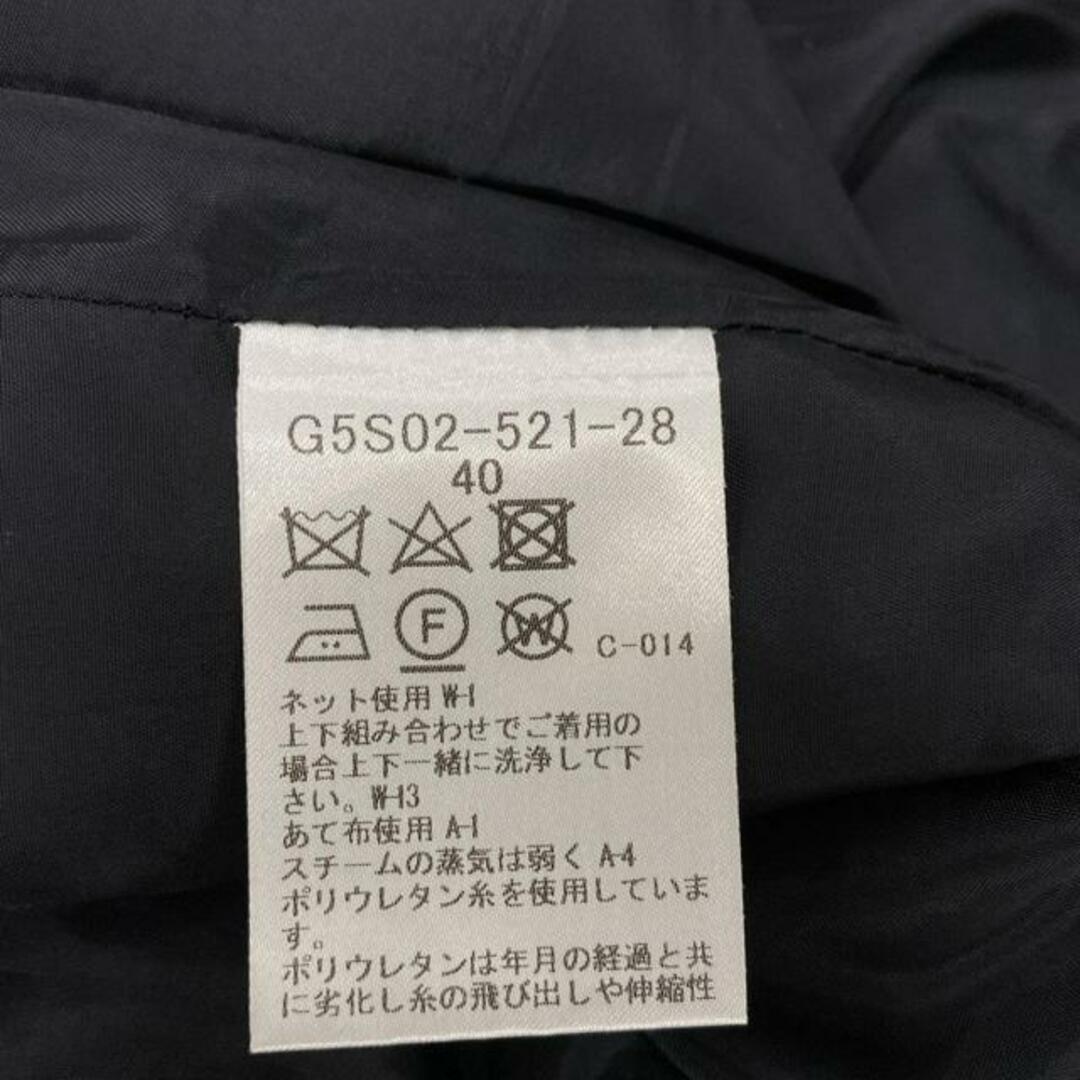 G5S02-521-28
40
F
W
C-014
ネット使用 W-1
上下組み合わせでご着用の
場合上下一緒に洗浄して下
さい。W-13
あて布使用 A-1
スチームの蒸気は弱く A-4
ポリウレタン糸を使用していま
す。
ポリウレタンは年月の経過と共
に劣化し糸の飛び出しや伸縮性